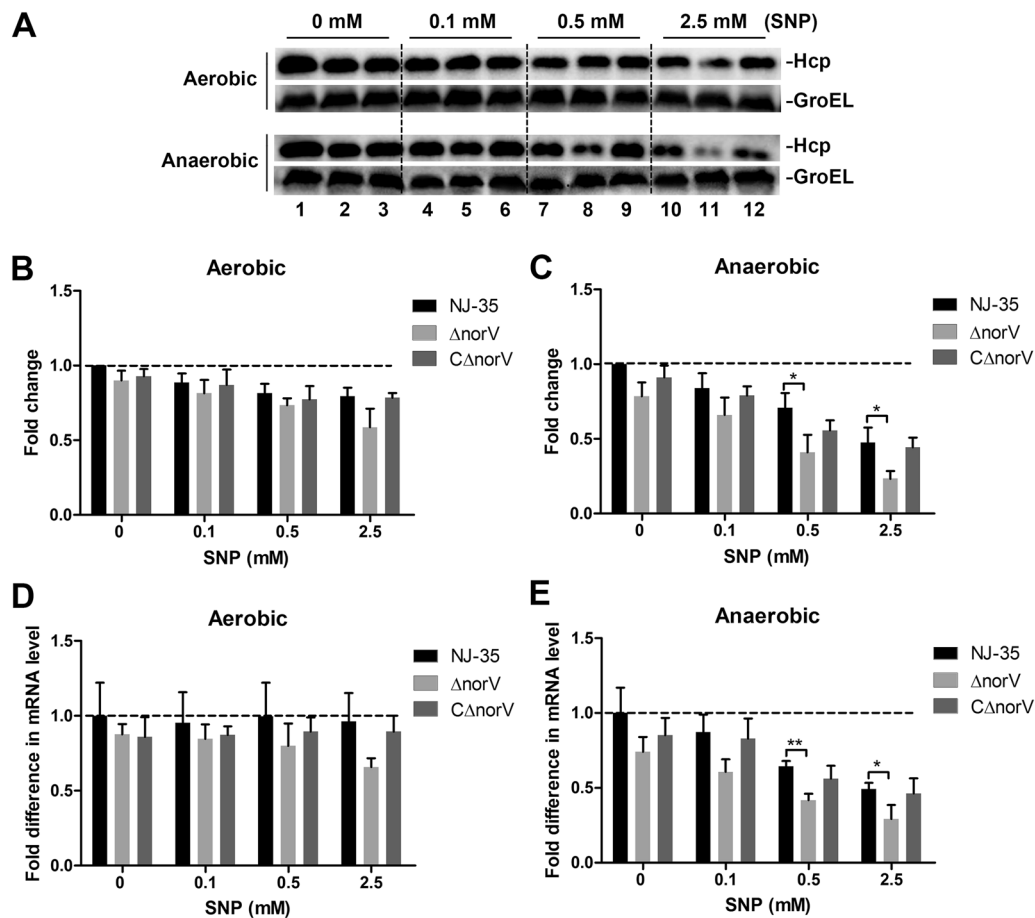 A
0 mM 0.1 mM 0.5 mM 2.5 mM (SNP)
Aerobic
-Hcp
-GroEL
Anaerobic
-Hcp
-GroEL
1 2 3 4 5 6 7 8 9 10 11 12
B
Aerobic
1.5
1.0
0.5
0.0
Fold change
0 0.1 0.5 2.5
SNP (mM)
NJ-35
ΔnorV
CΔnorV
C
Anaerobic
1.5
1.0
0.5
0.0
Fold change
* *
0 0.1 0.5 2.5
SNP (mM)
NJ-35
ΔnorV
CΔnorV
D
Aerobic
1.5
1.0
0.5
0.0
Fold difference in mRNA level
0 0.1 0.5 2.5
SNP (mM)
NJ-35
ΔnorV
CΔnorV
E
Anaerobic
1.5
1.0
0.5
0.0
Fold difference in mRNA level
** *
0 0.1 0.5 2.5
SNP (mM)
NJ-35
ΔnorV
CΔnorV